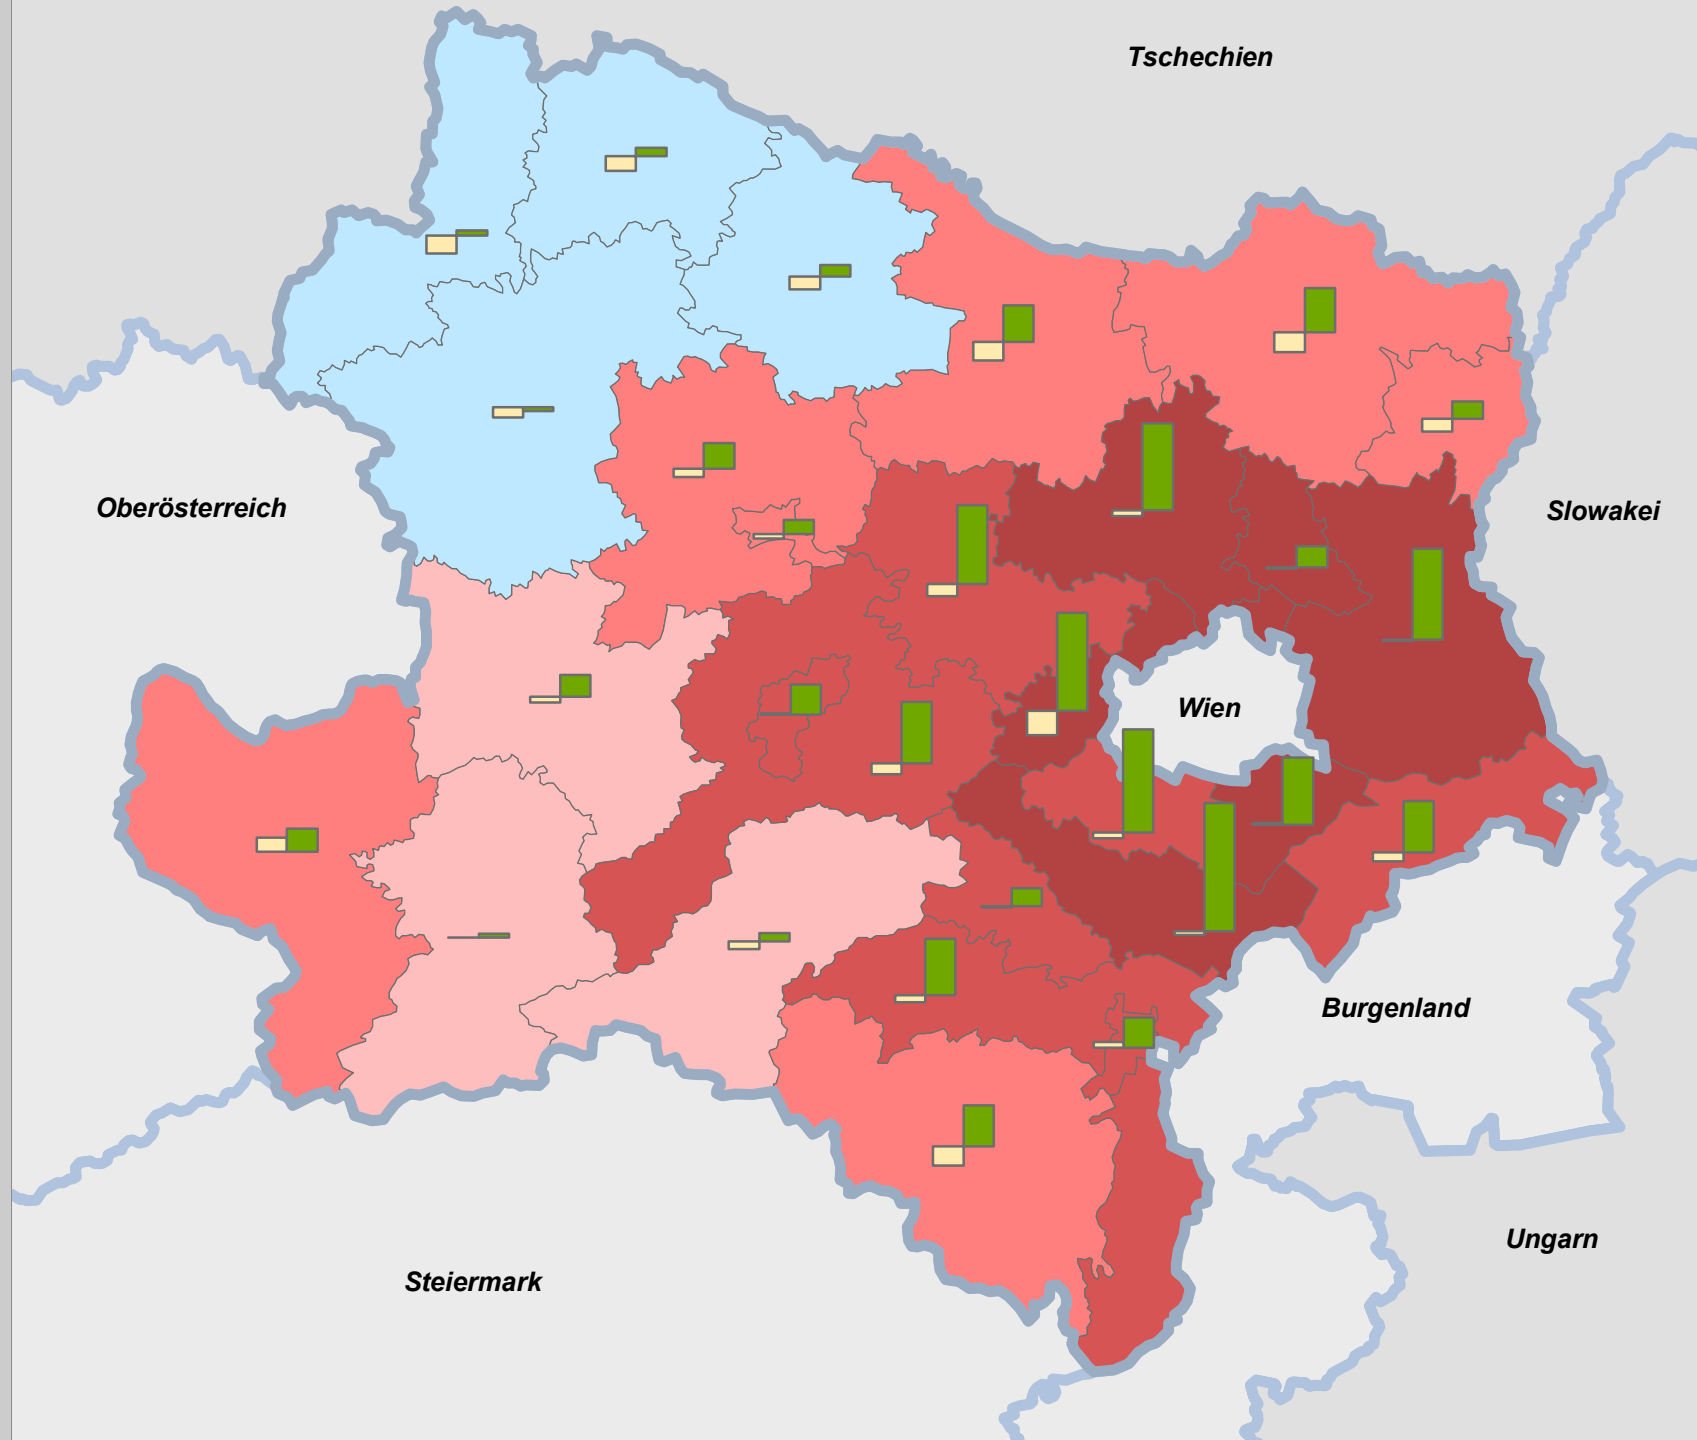 Tschechien
Oberösterreich
Slowakei
Wien
Burgenland
Ungarn
Steiermark